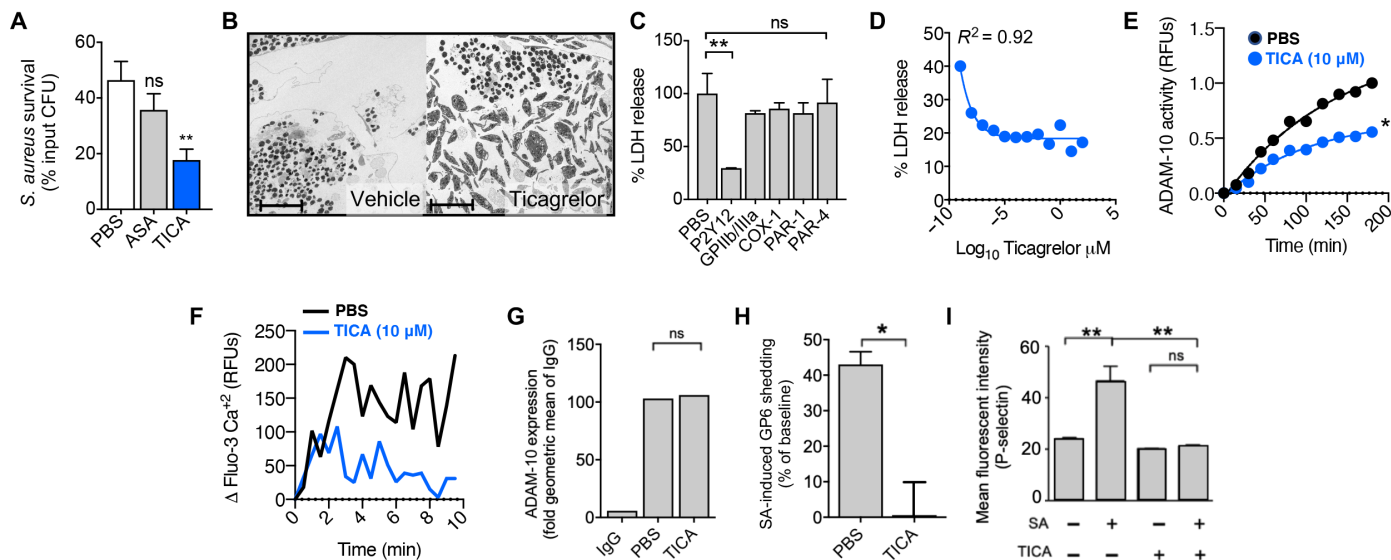 A
S. aureus survival
(% input CFU)
60
40
20
0
ns
**
PBS
ASA
TICA
B
Vehicle
Ticagrelor
C
% LDH release
150
100
50
0
ns
**
PBS
P2Y12
GPIIb/IIIa
COX-1
PAR-1
PAR-4
D
% LDH release
50
40
30
20
10
0
R² = 0.92
−10
−5
0
5
Log₁₀ Ticagrelor μM
E
PBS
TICA (10 μM)
ADAM-10 activity (RFUs)
1.0
0.5
0.0
*
0
50
100
150
200
Time (min)
F
PBS
TICA (10 μM)
Δ Fluo-3 Ca⁺² (RFUs)
250
200
150
100
50
0
0
2
4
6
8
10
Time (min)
G
ADAM-10 expression
(fold geometric mean of IgG)
150
100
50
0
ns
IgG
PBS
TICA
H
SA-induced GP6 shedding
(% of baseline)
50
40
30
20
10
0
*
PBS
TICA
I
Mean fluorescent intensity
(P-selectin)
60
40
20
0
** **
ns
SA – + – +
TICA – – + +